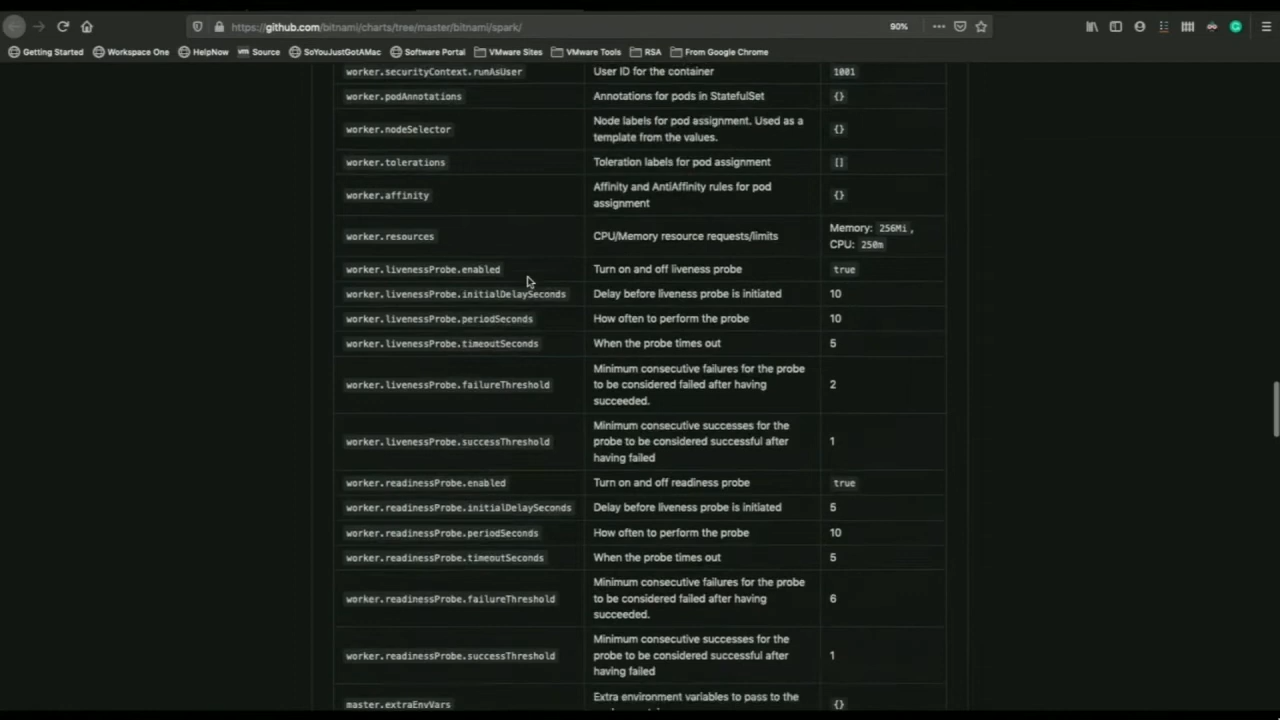 https://github.com/bitnami/charts/tree/master/bitnami/spark/
90%
Getting Started Workspace One HelpNow Source SoYouJustGotAMac Software Portal VMware Sites VMware Tools RSA From Google Chrome
worker.securityContext.runAsUser User ID for the container 1001
worker.podAnnotations Annotations for pods in StatefulSet {}
worker.nodeSelector Node labels for pod assignment. Used as a
template from the values. {}
worker.tolerations Toleration labels for pod assignment []
worker.affinity Affinity and AntiAffinity rules for pod
assignment {}
worker.resources CPU/Memory resource requests/limits Memory: 256Mi ,
CPU: 250m
worker.livenessProbe.enabled Turn on and off liveness probe true
worker.livenessProbe.initialDelaySeconds Delay before liveness probe is initiated 10
worker.livenessProbe.periodSeconds How often to perform the probe 10
worker.livenessProbe.timeoutSeconds When the probe times out 5
worker.livenessProbe.failureThreshold Minimum consecutive failures for the probe
to be considered failed after having
succeeded. 2
worker.livenessProbe.successThreshold Minimum consecutive successes for the
probe to be considered successful after
having failed 1
worker.readinessProbe.enabled Turn on and off readiness probe true
worker.readinessProbe.initialDelaySeconds Delay before liveness probe is initiated 5
worker.readinessProbe.periodSeconds How often to perform the probe 10
worker.readinessProbe.timeoutSeconds When the probe times out 5
worker.readinessProbe.failureThreshold Minimum consecutive failures for the probe
to be considered failed after having
succeeded. 6
worker.readinessProbe.successThreshold Minimum consecutive successes for the
probe to be considered successful after
having failed 1
master.extraEnvVars Extra environment variables to pass to the {}